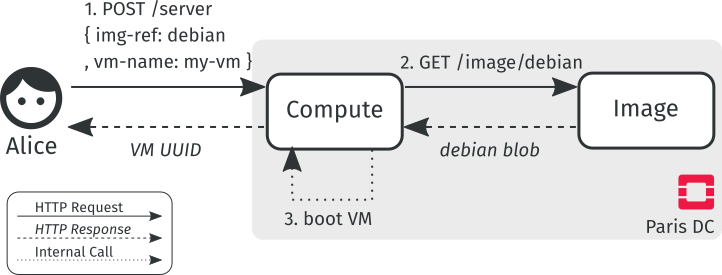 1. POST /server
{ img-ref: debian
, vm-name: my-vm }
2. GET /image/debian
Compute
Image
Alice
VM UUID
debian blob
3. boot VM
Paris DC
HTTP Request
HTTP Response
Internal Call